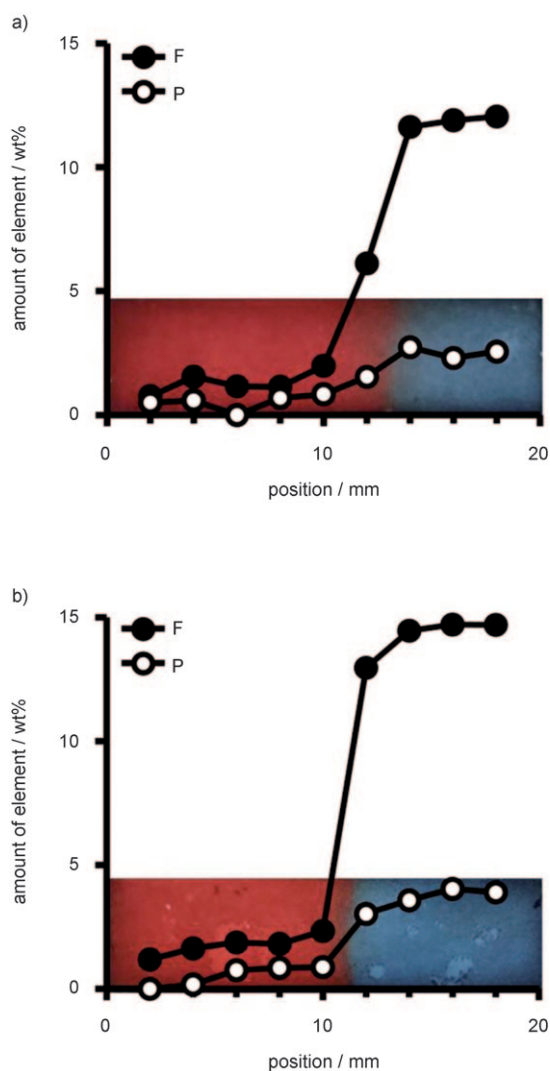 a)
15
F
P
10
amount of element / wt%
5
0
0
10
20
position / mm
b)
15
F
P
10
amount of element / wt%
5
0
0
10
20
position / mm